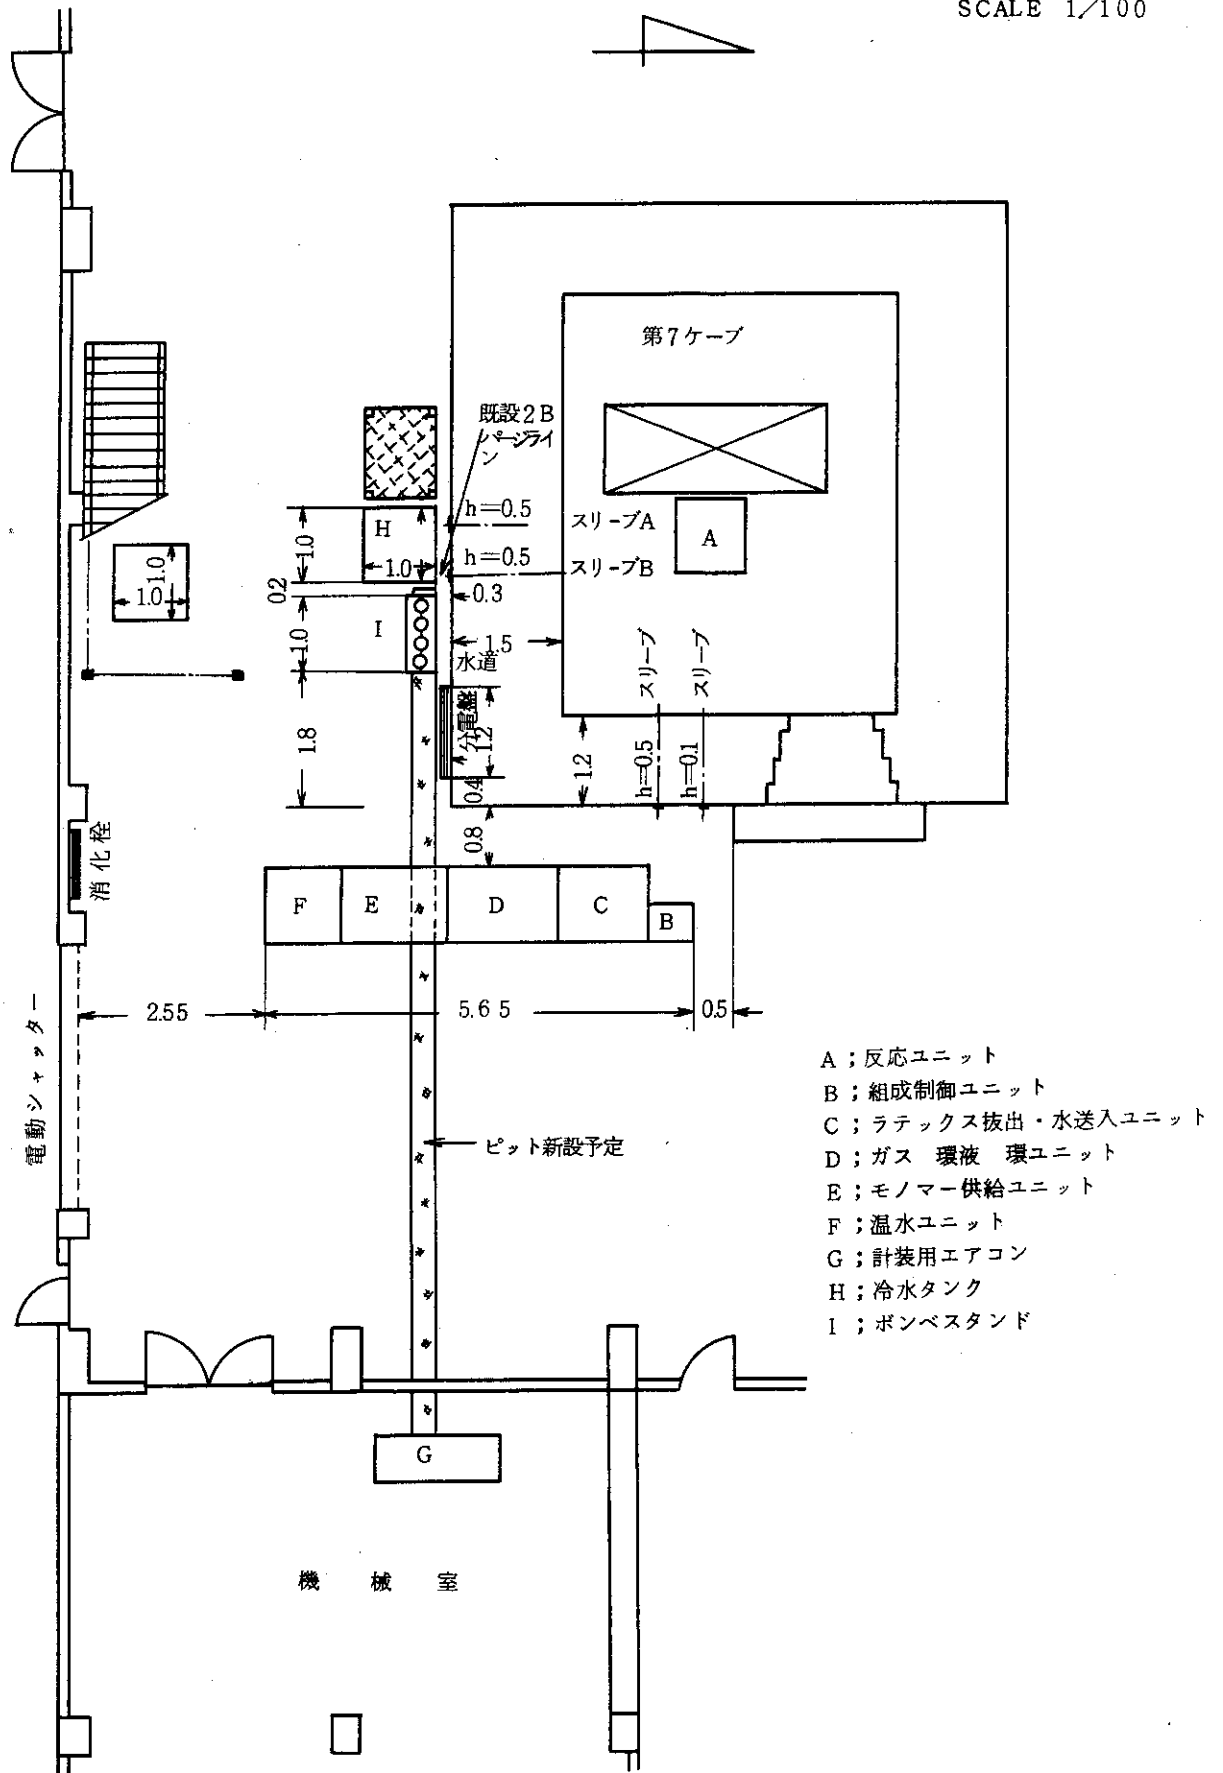 SCALE 1/100
第7ケーブ
既設2B
パージライ
ン
h=0.5
スリーブA
H
A
1.0
1.0
h=0.5
スリーブB
1.0
1.0
0.2
0.3
I
1.0
1.5
水道
スリーブ
スリーブ
分電盤
1.2
1.8
1.2
h=0.5
h=0.1
0.4
0.8
消化栓
F
E
D
C
B
2.55
5.65
0.5
電動シャッター
A；反応ユニット
B；組成制御ユニット
C；ラテックス抜出・水送入ユニット
D；ガス 環液 環ユニット
E；モノマー供給ユニット
F；温水ユニット
G；計装用エアコン
H；冷水タンク
I；ボンベスタンド
ピット新設予定
G
機械室